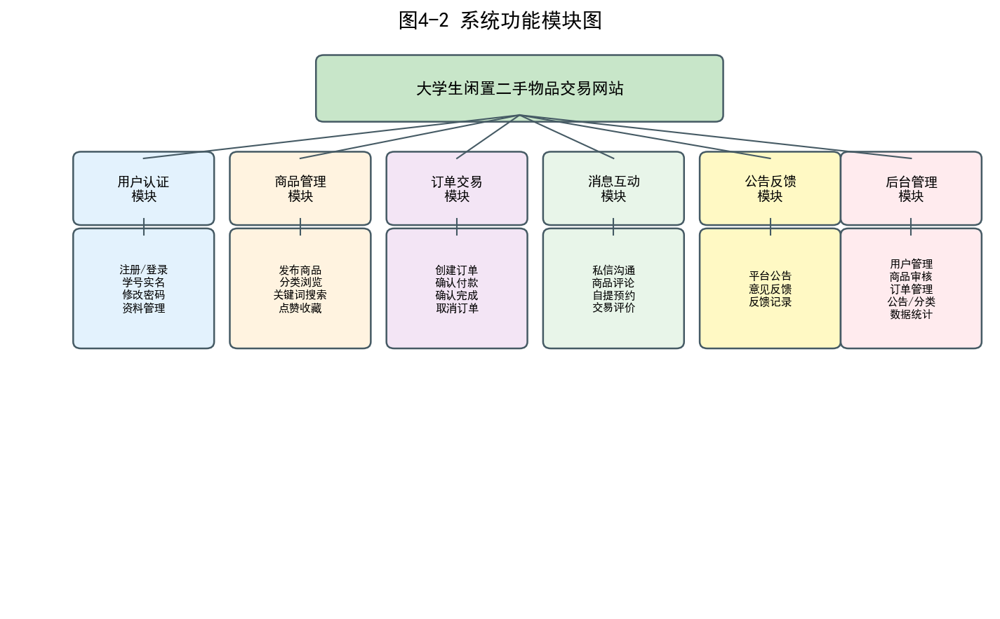 图4-2 系统功能模块图
大学生闲置二手物品交易网站
用户认证
模块
商品管理
模块
订单交易
模块
消息互动
模块
公告反馈
模块
后台管理
模块
注册/登录
学号实名
修改密码
资料管理
发布商品
分类浏览
关键词搜索
点赞收藏
创建订单
确认付款
确认完成
取消订单
私信沟通
商品评论
自提预约
交易评价
平台公告
意见反馈
反馈记录
用户管理
商品审核
订单管理
公告/分类
数据统计